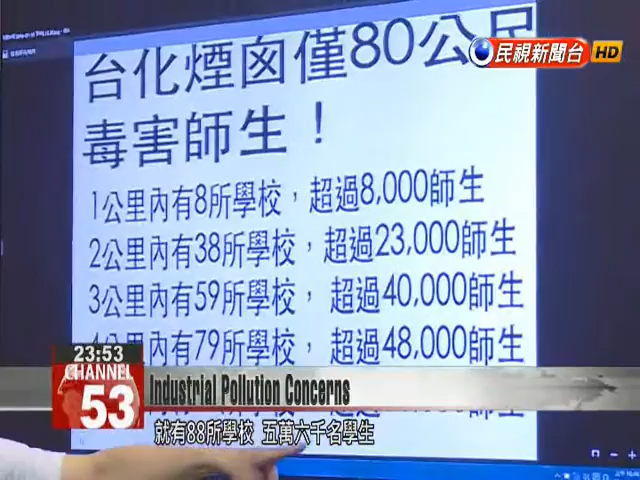 台化煙囪僅80公尺
毒害師生！
1公里內有8所學校，超過8,000師生
2公里內有38所學校，超過23,000師生
3公里內有59所學校，超過40,000師生
4公里內有79所學校，超過48,000師生
民視新聞台 HD
23:53
CHANNEL
53
Industrial Pollution Concerns
就有88所學校 五萬六千名學生